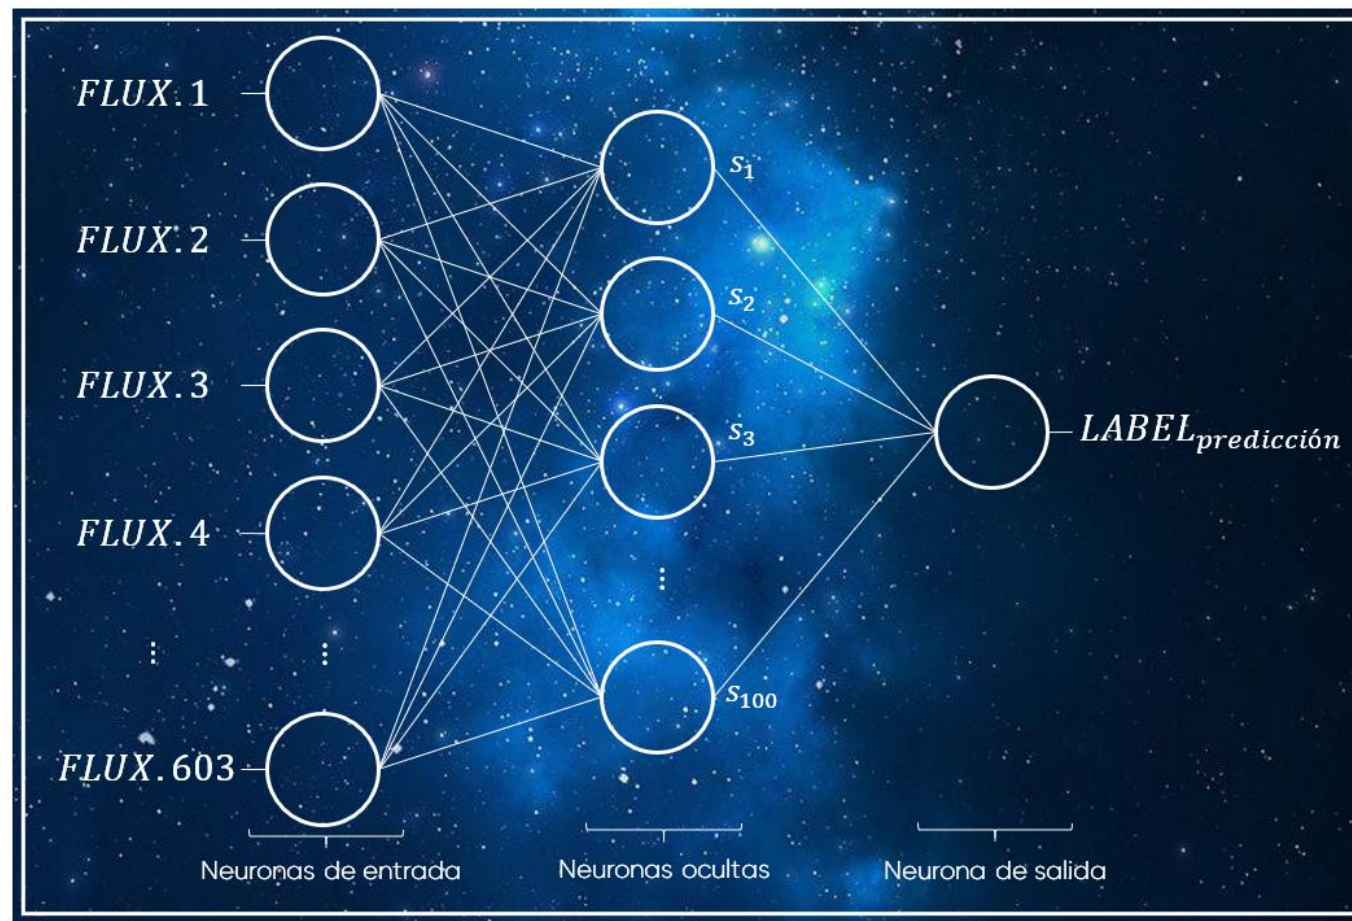 FLUX.1
FLUX.2
FLUX.3
FLUX.4
⋮ ⋮
FLUX.603
s₁
s₂
s₃
⋮
s₁₀₀
LABELpredicción
Neuronas de entrada
Neuronas ocultas
Neurona de salida